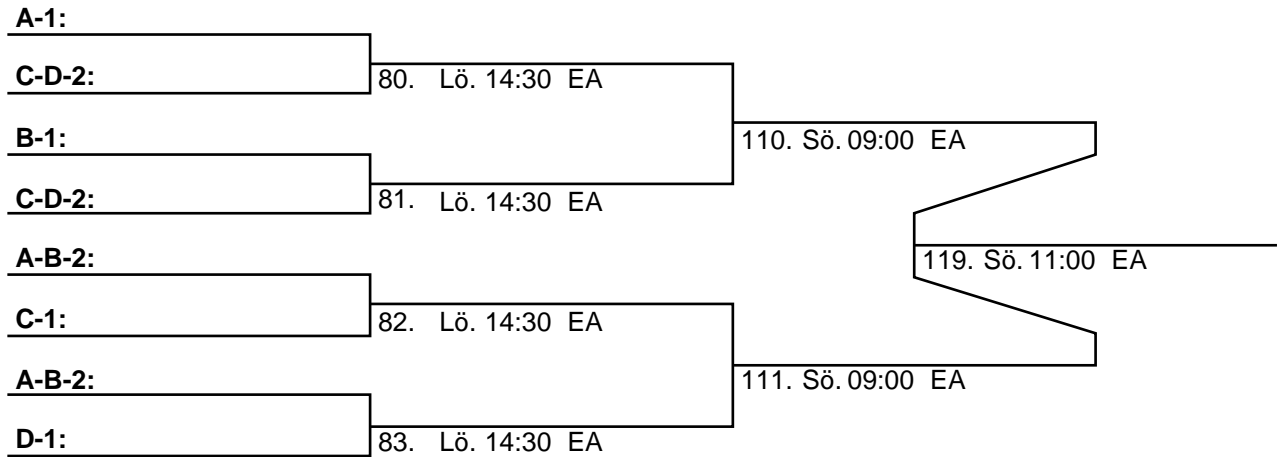 A-1:
C-D-2:
80. Lö. 14:30 EA
B-1:
110. Sö. 09:00 EA
C-D-2:
81. Lö. 14:30 EA
A-B-2:
119. Sö. 11:00 EA
C-1:
82. Lö. 14:30 EA
A-B-2:
111. Sö. 09:00 EA
D-1:
83. Lö. 14:30 EA